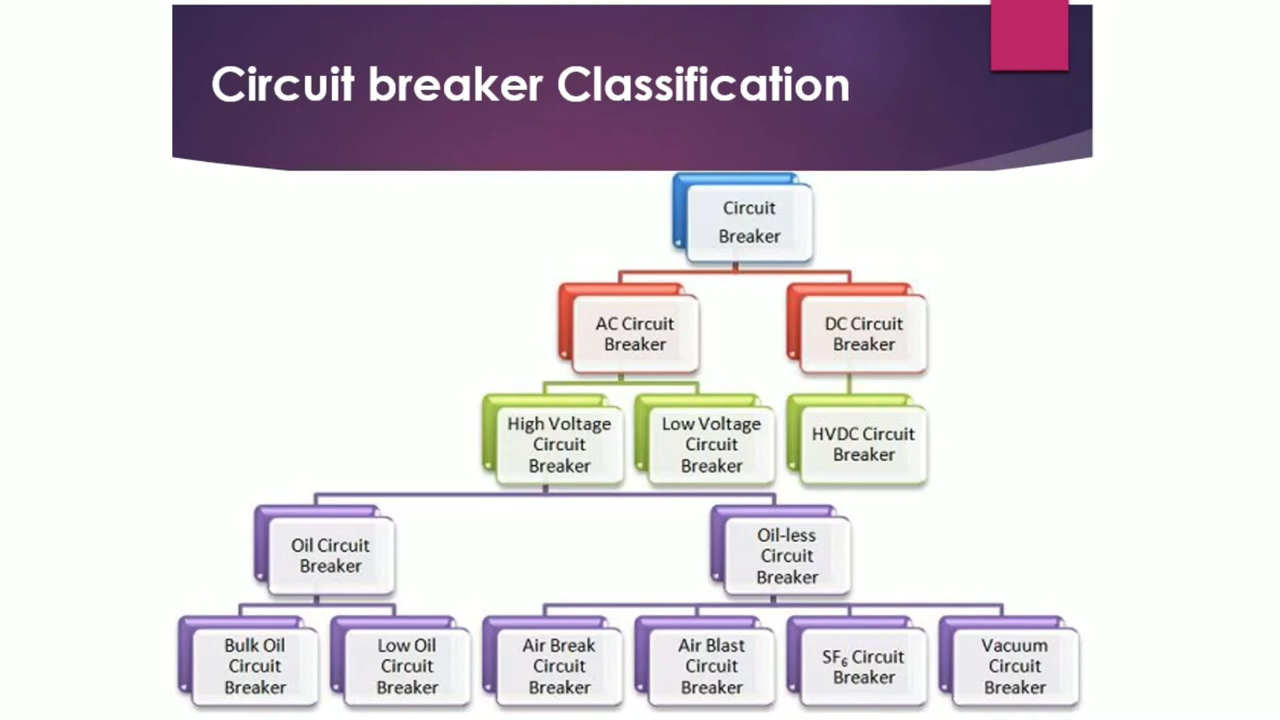 Circuit breaker Classification
Circuit
Breaker
AC Circuit
Breaker
DC Circuit
Breaker
High Voltage
Circuit
Breaker
Low Voltage
Circuit
Breaker
HVDC Circuit
Breaker
Oil Circuit
Breaker
Oil-less
Circuit
Breaker
Bulk Oil
Circuit
Breaker
Low Oil
Circuit
Breaker
Air Break
Circuit
Breaker
Air Blast
Circuit
Breaker
SF₆ Circuit
Breaker
Vacuum
Circuit
Breaker